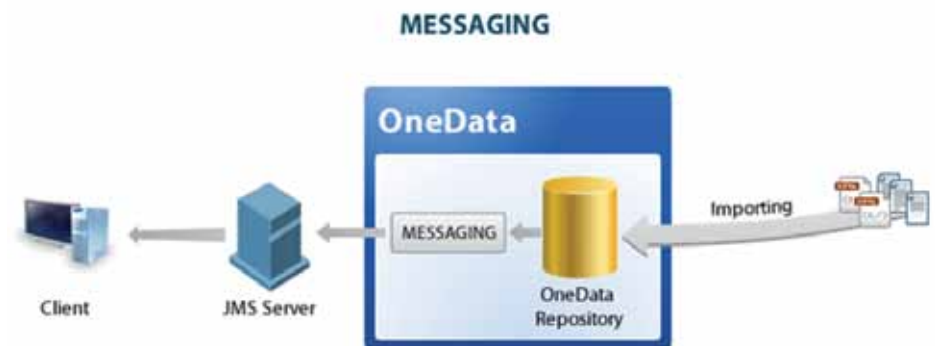 MESSAGING
OneData
Importing
MESSAGING
Client
JMS Server
OneData
Repository